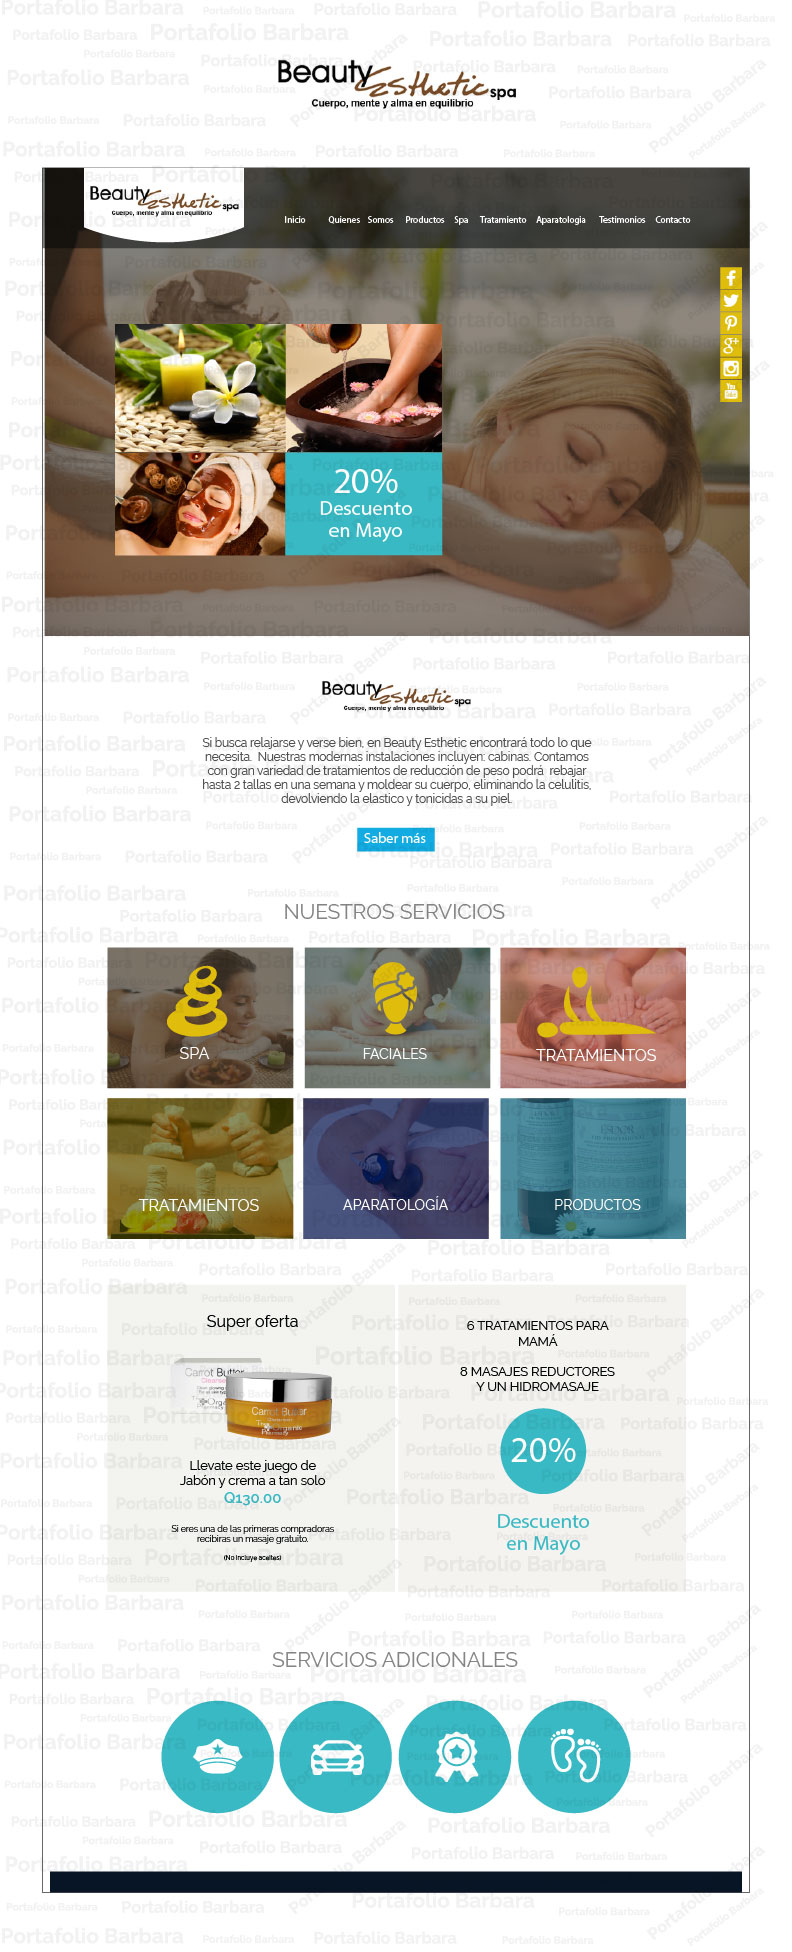 Beauty Esthetic spa
Cuerpo, mente y alma en equilibrio
Beauty Esthetic spa
Cuerpo, mente y alma en equilibrio
Inicio Quienes Somos Productos Spa Tratamiento Aparatologia Testimonios Contacto
20%
Descuento
en Mayo
Beauty Esthetic spa
Cuerpo, mente y alma en equilibrio
Si busca relajarse y verse bien, en Beauty Esthetic encontrará todo lo que
necesita. Nuestras modernas instalaciones incluyen: cabinas. Contamos
con gran variedad de tratamientos de reducción de peso podrá rebajar
hasta 2 tallas en una semana y moldear su cuerpo, eliminando la celulitis,
devolviendo la elastico y tonicidas a su piel.
Saber más
NUESTROS SERVICIOS
SPA
FACIALES
TRATAMIENTOS
TRATAMIENTOS
APARATOLOGÍA
PRODUCTOS
Super oferta
Carrot Butter
Carrot Butter
Llevate este juego de
Jabón y crema a tan solo
Q130.00
Si eres una de las primeras compradoras
recibiras un masaje gratuito.
(No incluye aceites)
6 TRATAMIENTOS PARA
MAMÁ
8 MASAJES REDUCTORES
Y UN HIDROMASAJE
20%
Descuento
en Mayo
SERVICIOS ADICIONALES
Portafolio Barbara